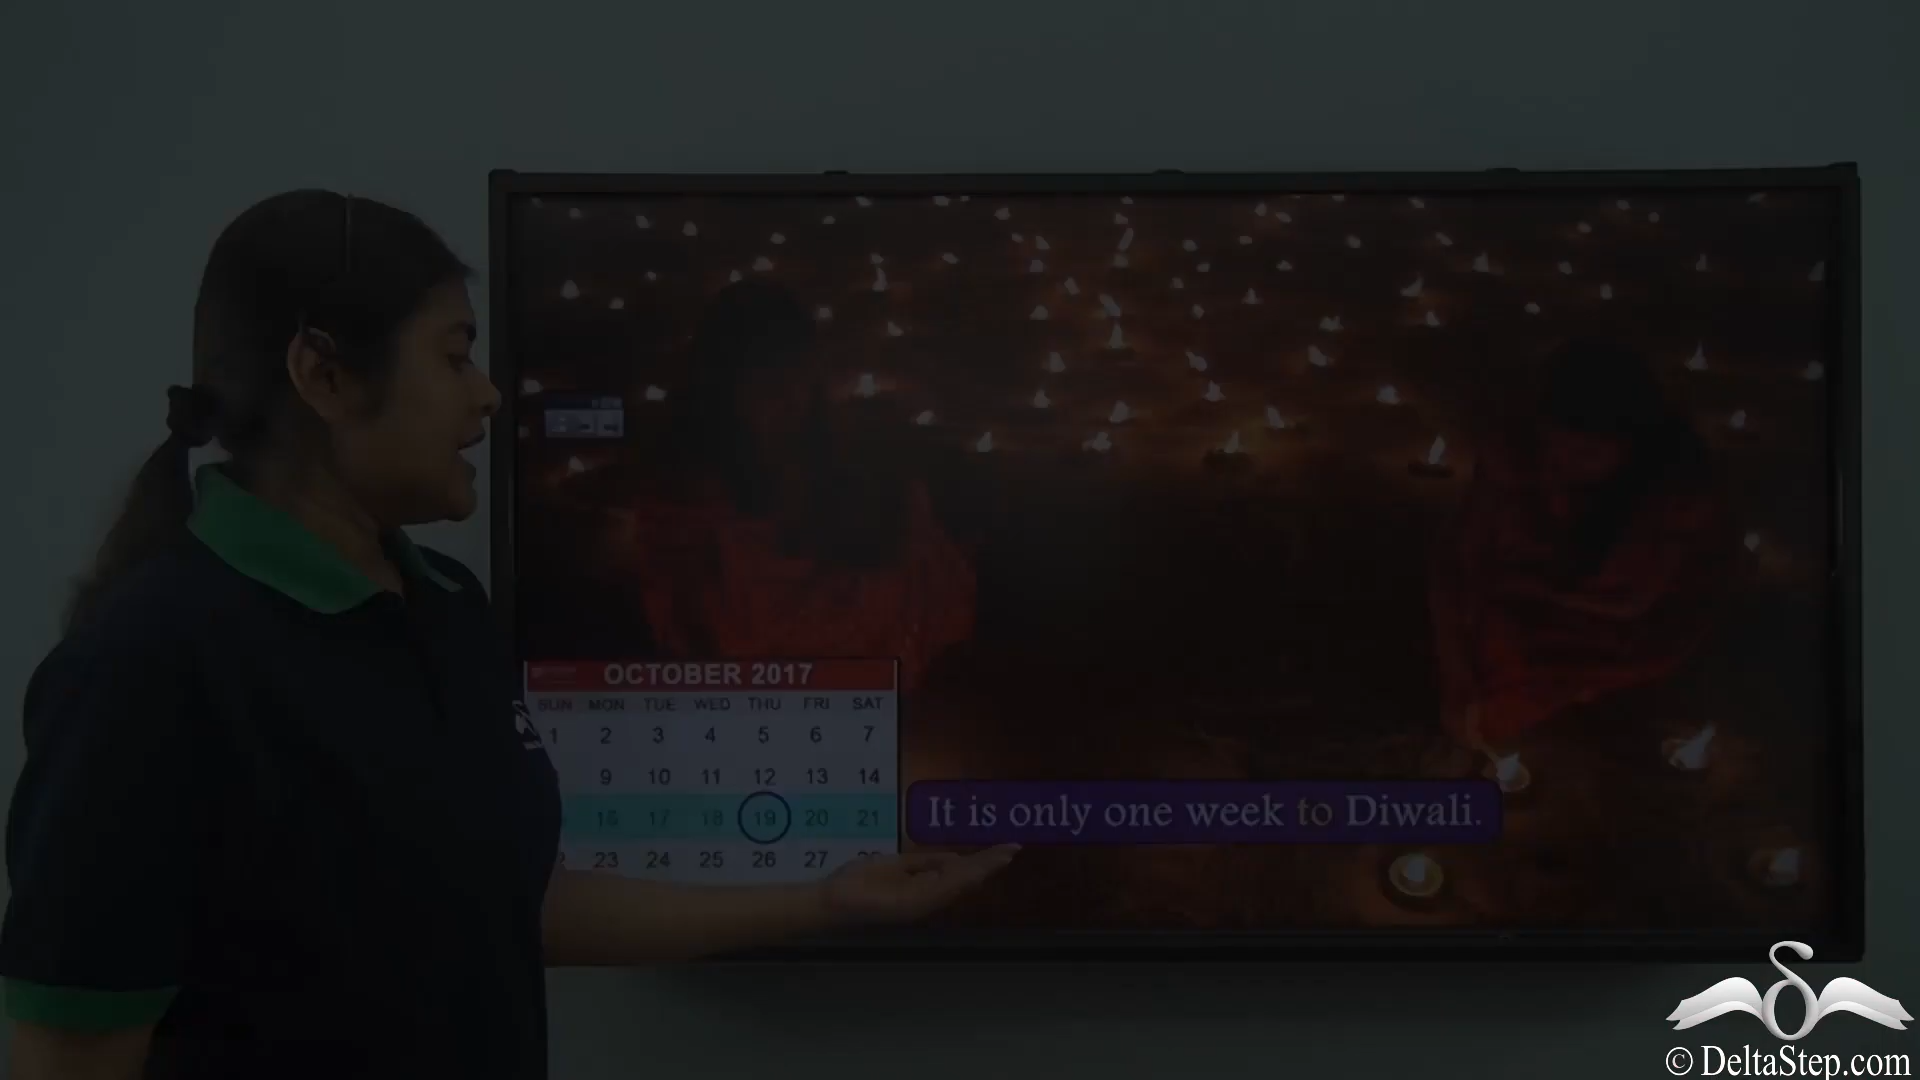 OCTOBER 2017
SUN MON TUE WED THU FRI SAT
1 2 3 4 5 6 7
9 10 11 12 13 14
16 17 18 19 20 21
23 24 25 26 27
It is only one week to Diwali.
© DeltaStep.com